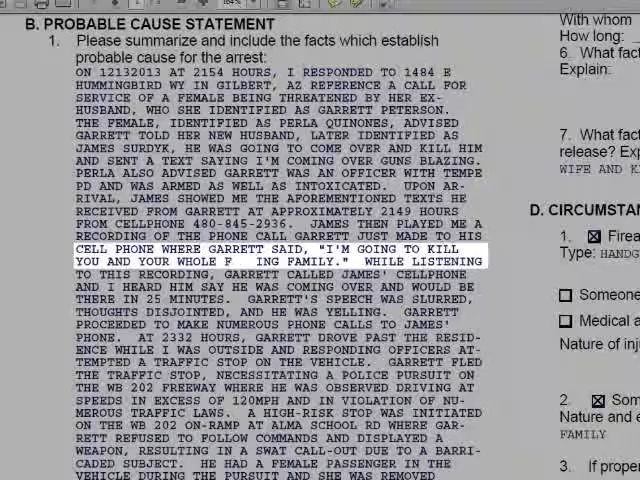 104%
B. PROBABLE CAUSE STATEMENT
1. Please summarize and include the facts which establish
probable cause for the arrest:
ON 12132013 AT 2154 HOURS, I RESPONDED TO 1484 E
HUMMINGBIRD WY IN GILBERT, AZ REFERENCE A CALL FOR
SERVICE OF A FEMALE BEING THREATENED BY HER EX-
HUSBAND, WHO SHE IDENTIFIED AS GARRETT PETERSON.
THE FEMALE, IDENTIFIED AS PERLA QUINONES, ADVISED
GARRETT TOLD HER NEW HUSBAND, LATER IDENTIFIED AS
JAMES SURDYK, HE WAS GOING TO COME OVER AND KILL HIM
AND SENT A TEXT SAYING I'M COMING OVER GUNS BLAZING.
PERLA ALSO ADVISED GARRETT WAS AN OFFICER WITH TEMPE
PD AND WAS ARMED AS WELL AS INTOXICATED. UPON AR-
RIVAL, JAMES SHOWED ME THE AFOREMENTIONED TEXTS HE
RECEIVED FROM GARRETT AT APPROXIMATELY 2149 HOURS
FROM CELLPHONE 480-845-2936. JAMES THEN PLAYED ME A
RECORDING OF THE PHONE CALL GARRETT JUST MADE TO HIS
CELL PHONE WHERE GARRETT SAID, "I'M GOING TO KILL
YOU AND YOUR WHOLE F ING FAMILY." WHILE LISTENING
TO THIS RECORDING, GARRETT CALLED JAMES' CELLPHONE
AND I HEARD HIM SAY HE WAS COMING OVER AND WOULD BE
THERE IN 25 MINUTES. GARRETT'S SPEECH WAS SLURRED,
THOUGHTS DISJOINTED, AND HE WAS YELLING. GARRETT
PROCEEDED TO MAKE NUMEROUS PHONE CALLS TO JAMES'
PHONE. AT 2332 HOURS, GARRETT DROVE PAST THE RESID-
ENCE WHILE I WAS OUTSIDE AND RESPONDING OFFICERS AT-
TEMPTED A TRAFFIC STOP ON THE VEHICLE. GARRETT FLED
THE TRAFFIC STOP, NECESSITATING A POLICE PURSUIT ON
THE WB 202 FREEWAY WHERE HE WAS OBSERVED DRIVING AT
SPEEDS IN EXCESS OF 120MPH AND IN VIOLATION OF NU-
MEROUS TRAFFIC LAWS. A HIGH-RISK STOP WAS INITIATED
ON THE WB 202 ON-RAMP AT ALMA SCHOOL RD WHERE GAR-
RETT REFUSED TO FOLLOW COMMANDS AND DISPLAYED A
WEAPON, RESULTING IN A SWAT CALL-OUT DUE TO A BARRI-
CADED SUBJECT. HE HAD A FEMALE PASSENGER IN THE
VEHICLE DURING THE PURSUIT AND SHE WAS REMOVED
With whom
How long:
6. What fact
Explain:
7. What fact
release? Exp
WIFE AND K
D. CIRCUMSTAN
1. Firea
Type: HANDG
Someone
Medical a
Nature of inj
2. Som
Nature and e
FAMILY
3. If proper